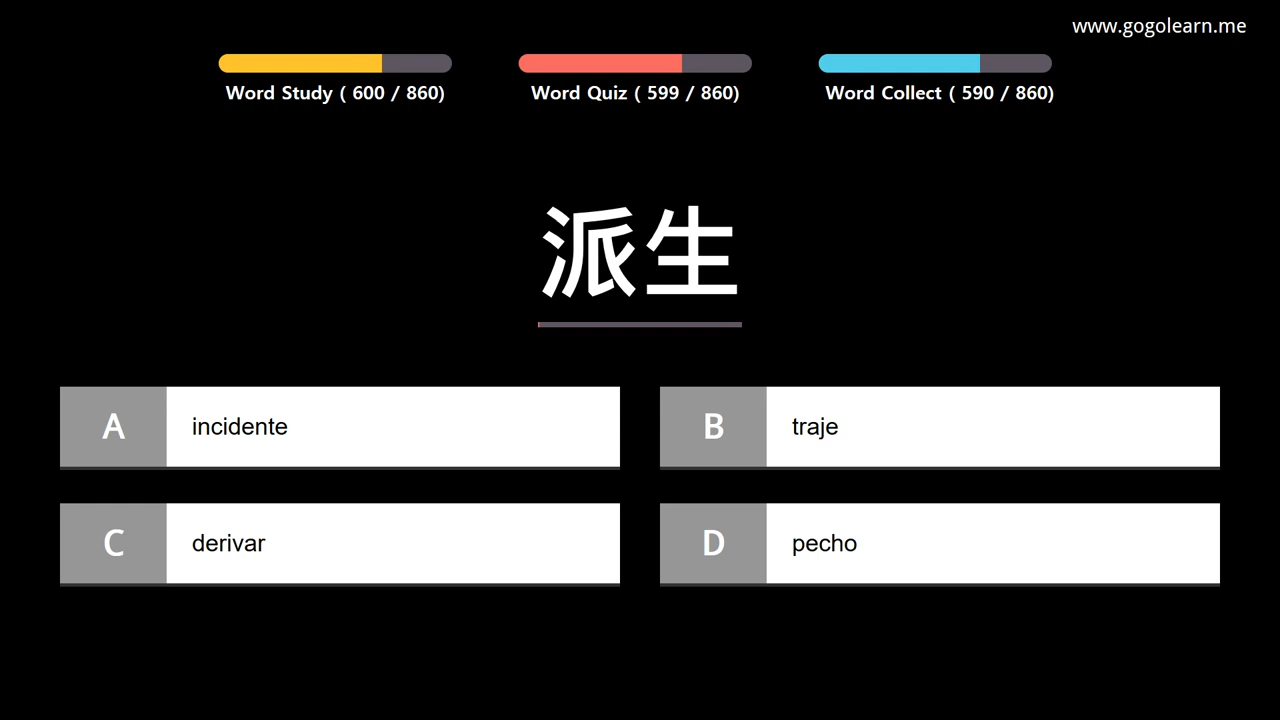 www.gogolearn.me
Word Study ( 600 / 860)
Word Quiz ( 599 / 860)
Word Collect ( 590 / 860)
派生
A incidente
B traje
C derivar
D pecho